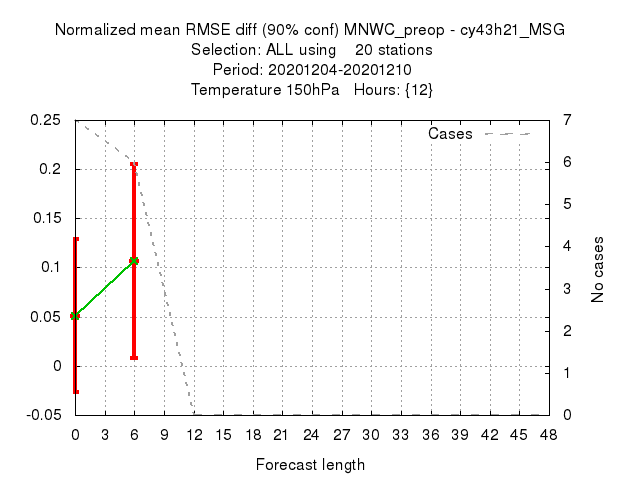 Normalized mean RMSE diff (90% conf) MNWC_preop - cy43h21_MSG
Selection: ALL using    20 stations
Period: 20201204-20201210
Temperature 150hPa   Hours: {12}
Cases
0.25
0.2
0.15
0.1
0.05
0
-0.05
7
6
5
4
3
2
1
0
No cases
0 3 6 9 12 15 18 21 24 27 30 33 36 39 42 45 48
Forecast length